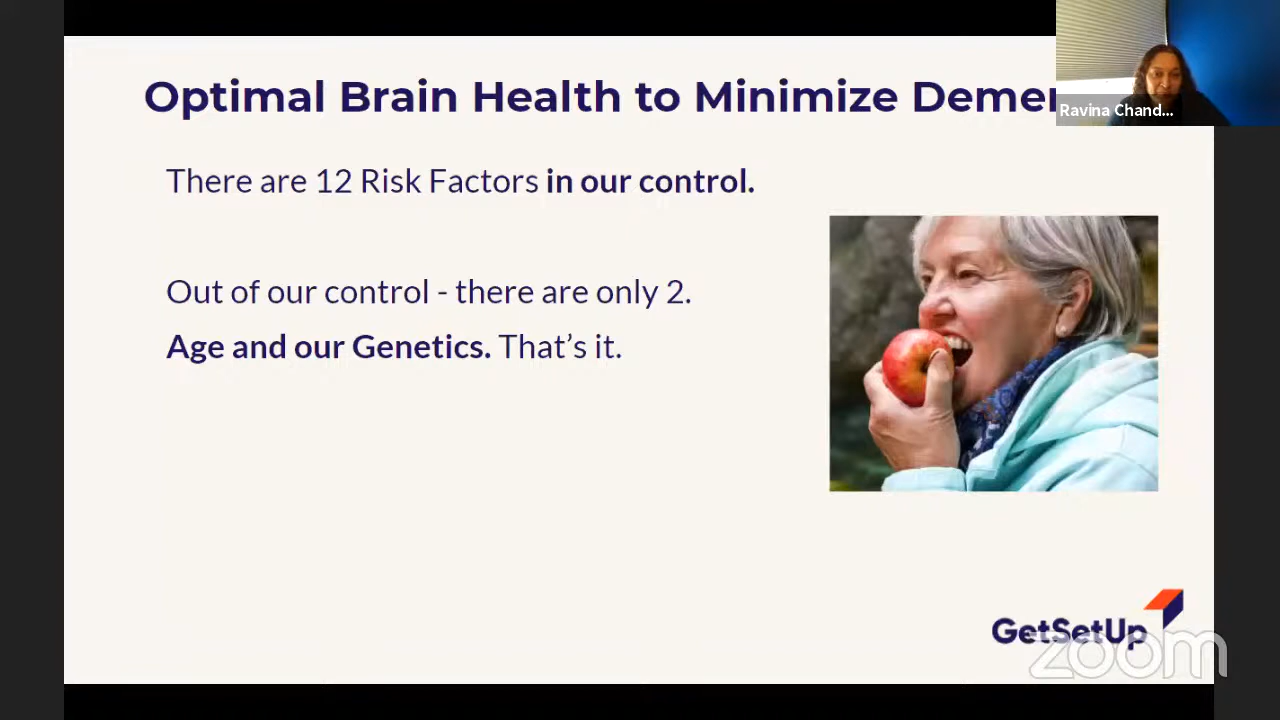 Optimal Brain Health to Minimize Demen
Ravina Chand...
There are 12 Risk Factors in our control.
Out of our control - there are only 2.
Age and our Genetics. That’s it.
GetSetUp
zoom